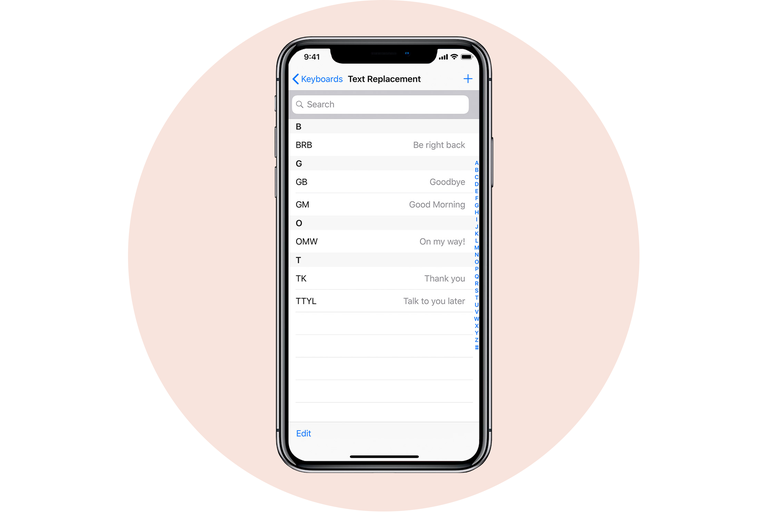 9:41
Keyboards Text Replacement +
Search
B
BRB Be right back
G
GB Goodbye
GM Good Morning
O
OMW On my way!
T
TK Thank you
TTYL Talk to you later
A
B
C
D
E
F
G
H
I
J
K
L
M
N
O
P
Q
R
S
T
U
V
W
X
Y
Z
#
Edit